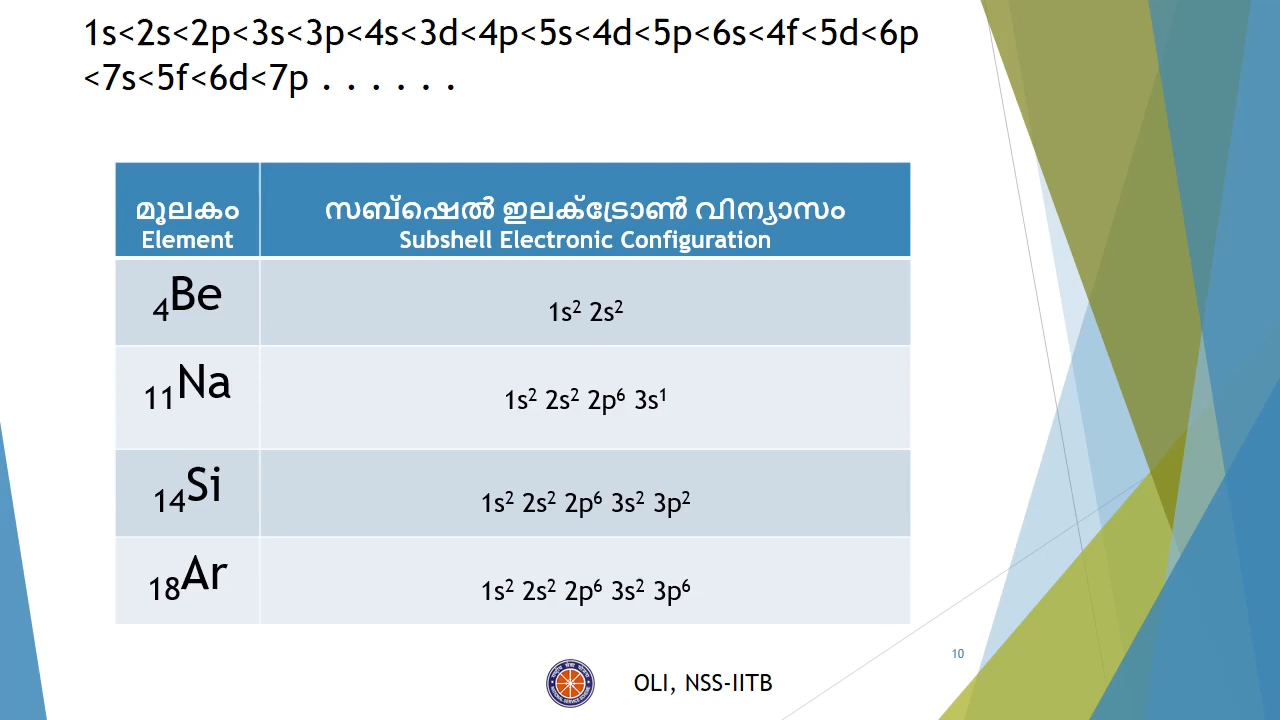 1s<2s<2p<3s<3p<4s<3d<4p<5s<4d<5p<6s<4f<5d<6p
<7s<5f<6d<7p . . . . . .
മൂലകം
Element
സബ്ഷെൽ ഇലക്ട്രോൺ വിന്യാസം
Subshell Electronic Configuration
₄Be
1s² 2s²
₁₁Na
1s² 2s² 2p⁶ 3s¹
₁₄Si
1s² 2s² 2p⁶ 3s² 3p²
₁₈Ar
1s² 2s² 2p⁶ 3s² 3p⁶
10
OLI, NSS-IITB